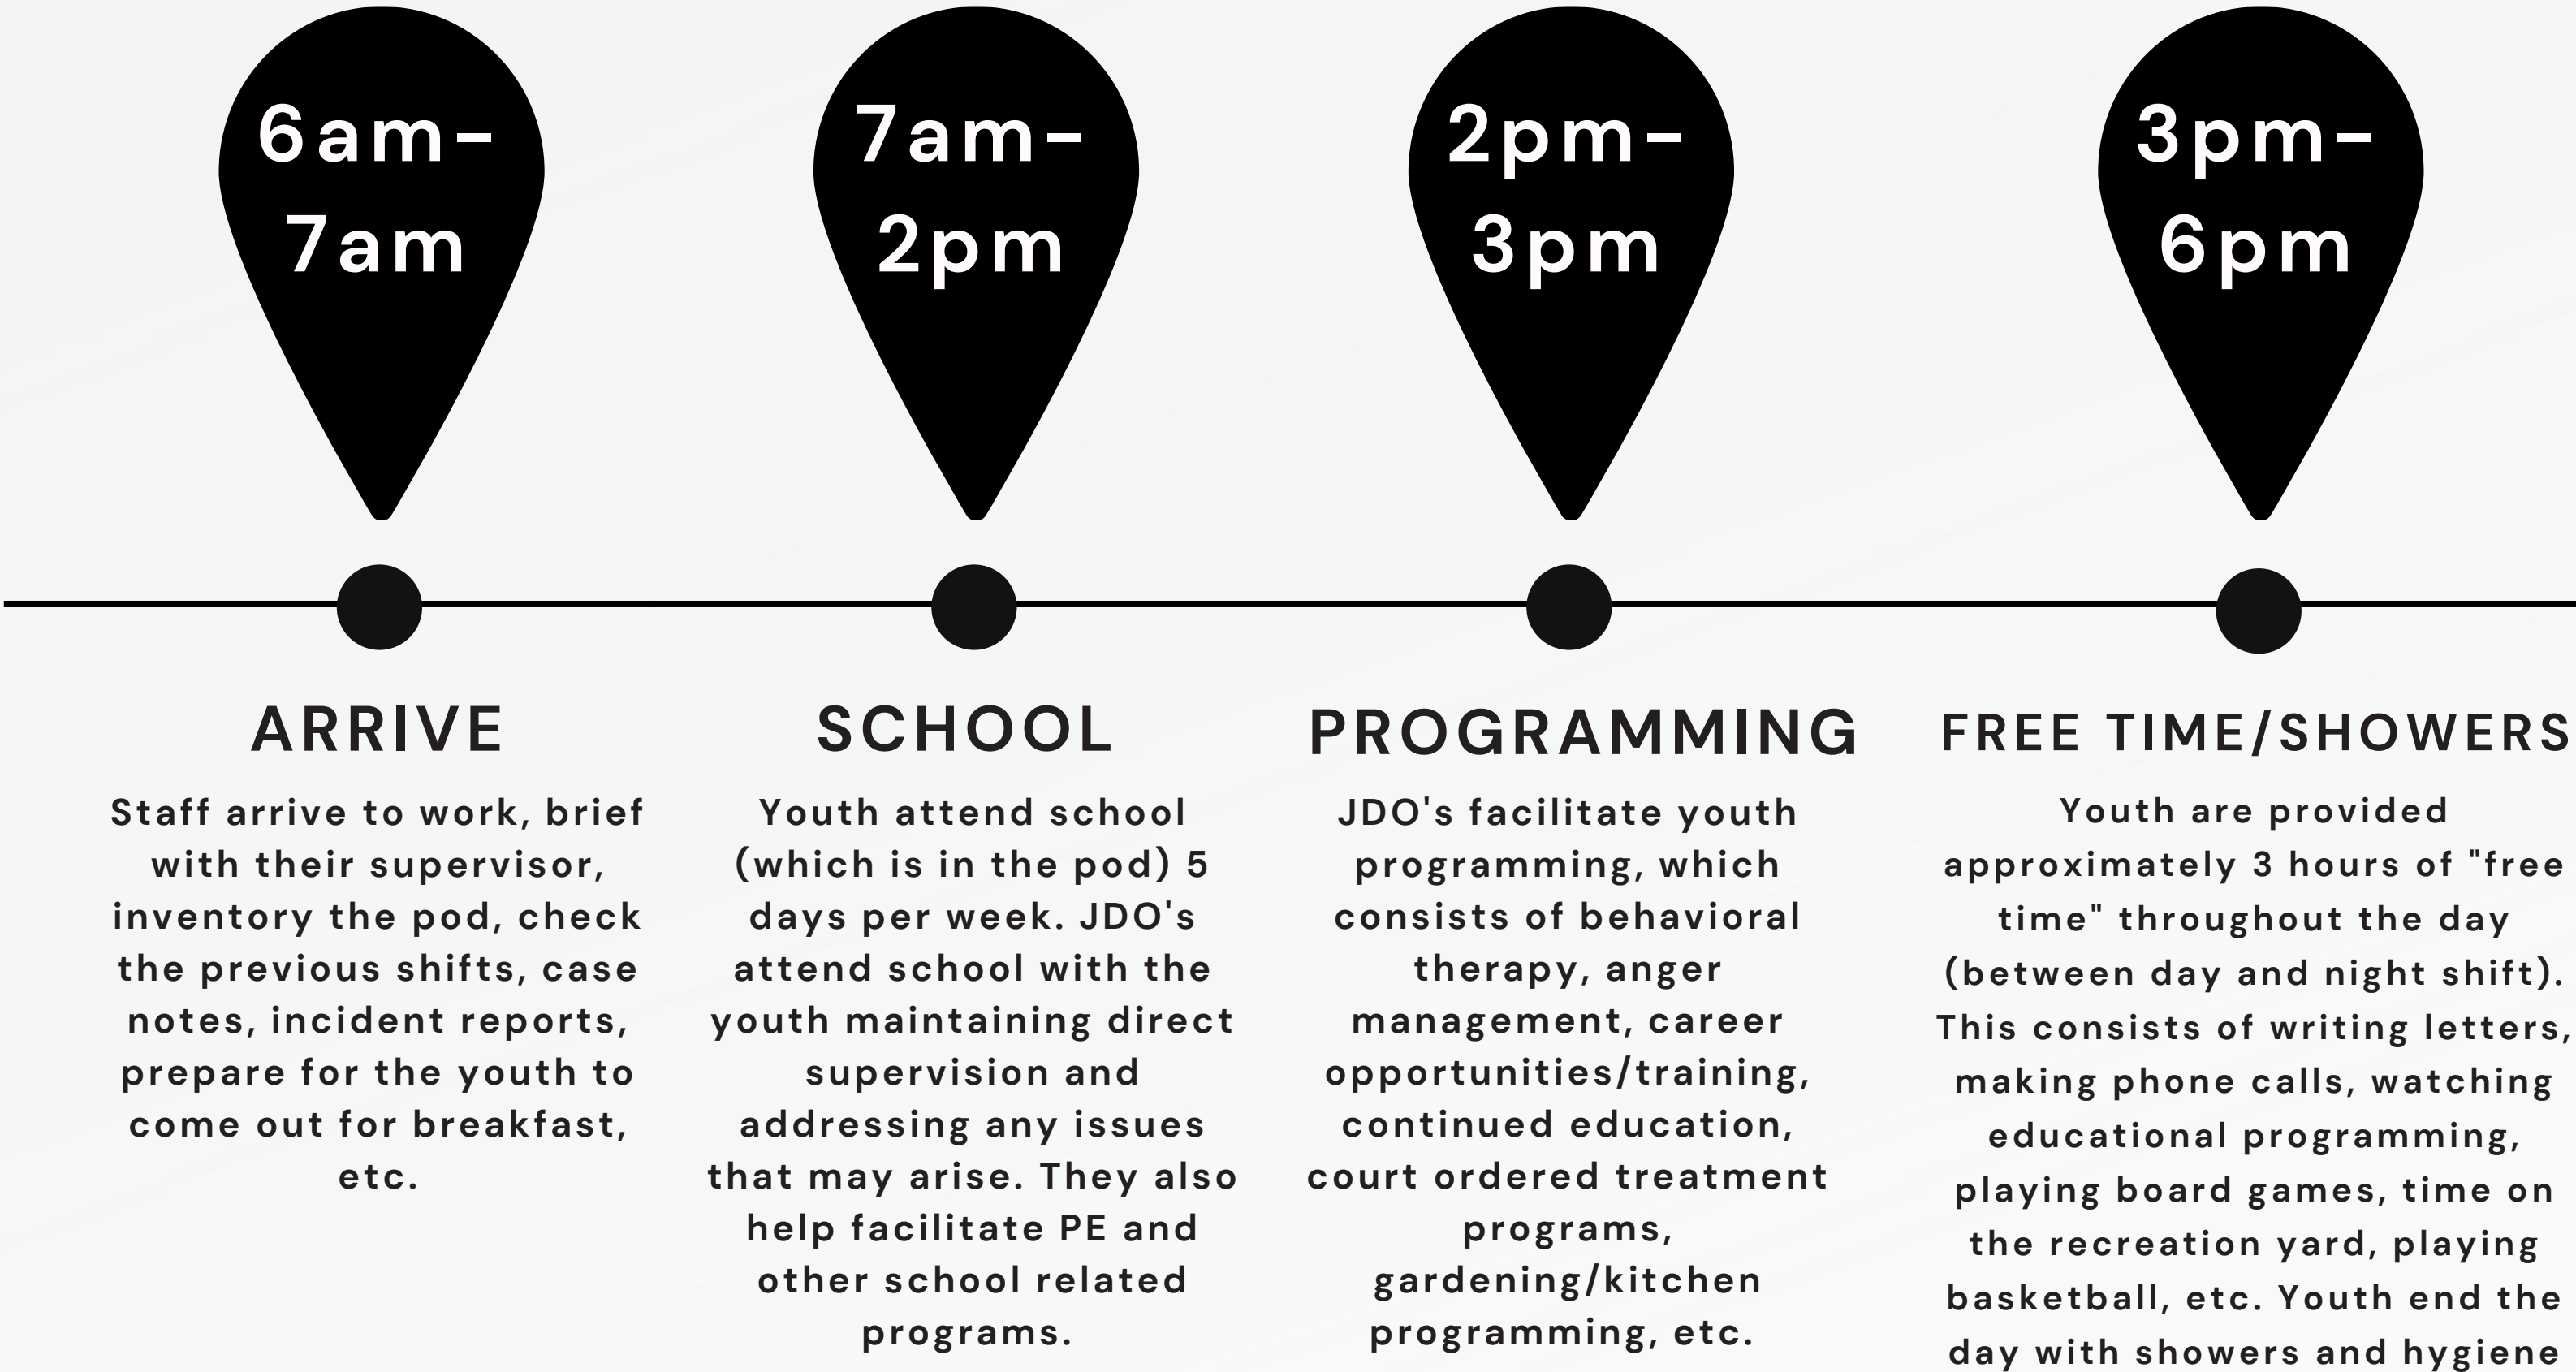 6am-
7am
7am-
2pm
2pm-
3pm
3pm-
6pm
ARRIVE
Staff arrive to work, brief
with their supervisor,
inventory the pod, check
the previous shifts, case
notes, incident reports,
prepare for the youth to
come out for breakfast,
etc.
SCHOOL
Youth attend school
(which is in the pod) 5
days per week. JDO's
attend school with the
youth maintaining direct
supervision and
addressing any issues
that may arise. They also
help facilitate PE and
other school related
programs.
PROGRAMMING
JDO's facilitate youth
programming, which
consists of behavioral
therapy, anger
management, career
opportunities/training,
continued education,
court ordered treatment
programs,
gardening/kitchen
programming, etc.
FREE TIME/SHOWERS
Youth are provided
approximately 3 hours of "free
time" throughout the day
(between day and night shift).
This consists of writing letters,
making phone calls, watching
educational programming,
playing board games, time on
the recreation yard, playing
basketball, etc. Youth end the
day with showers and hygiene